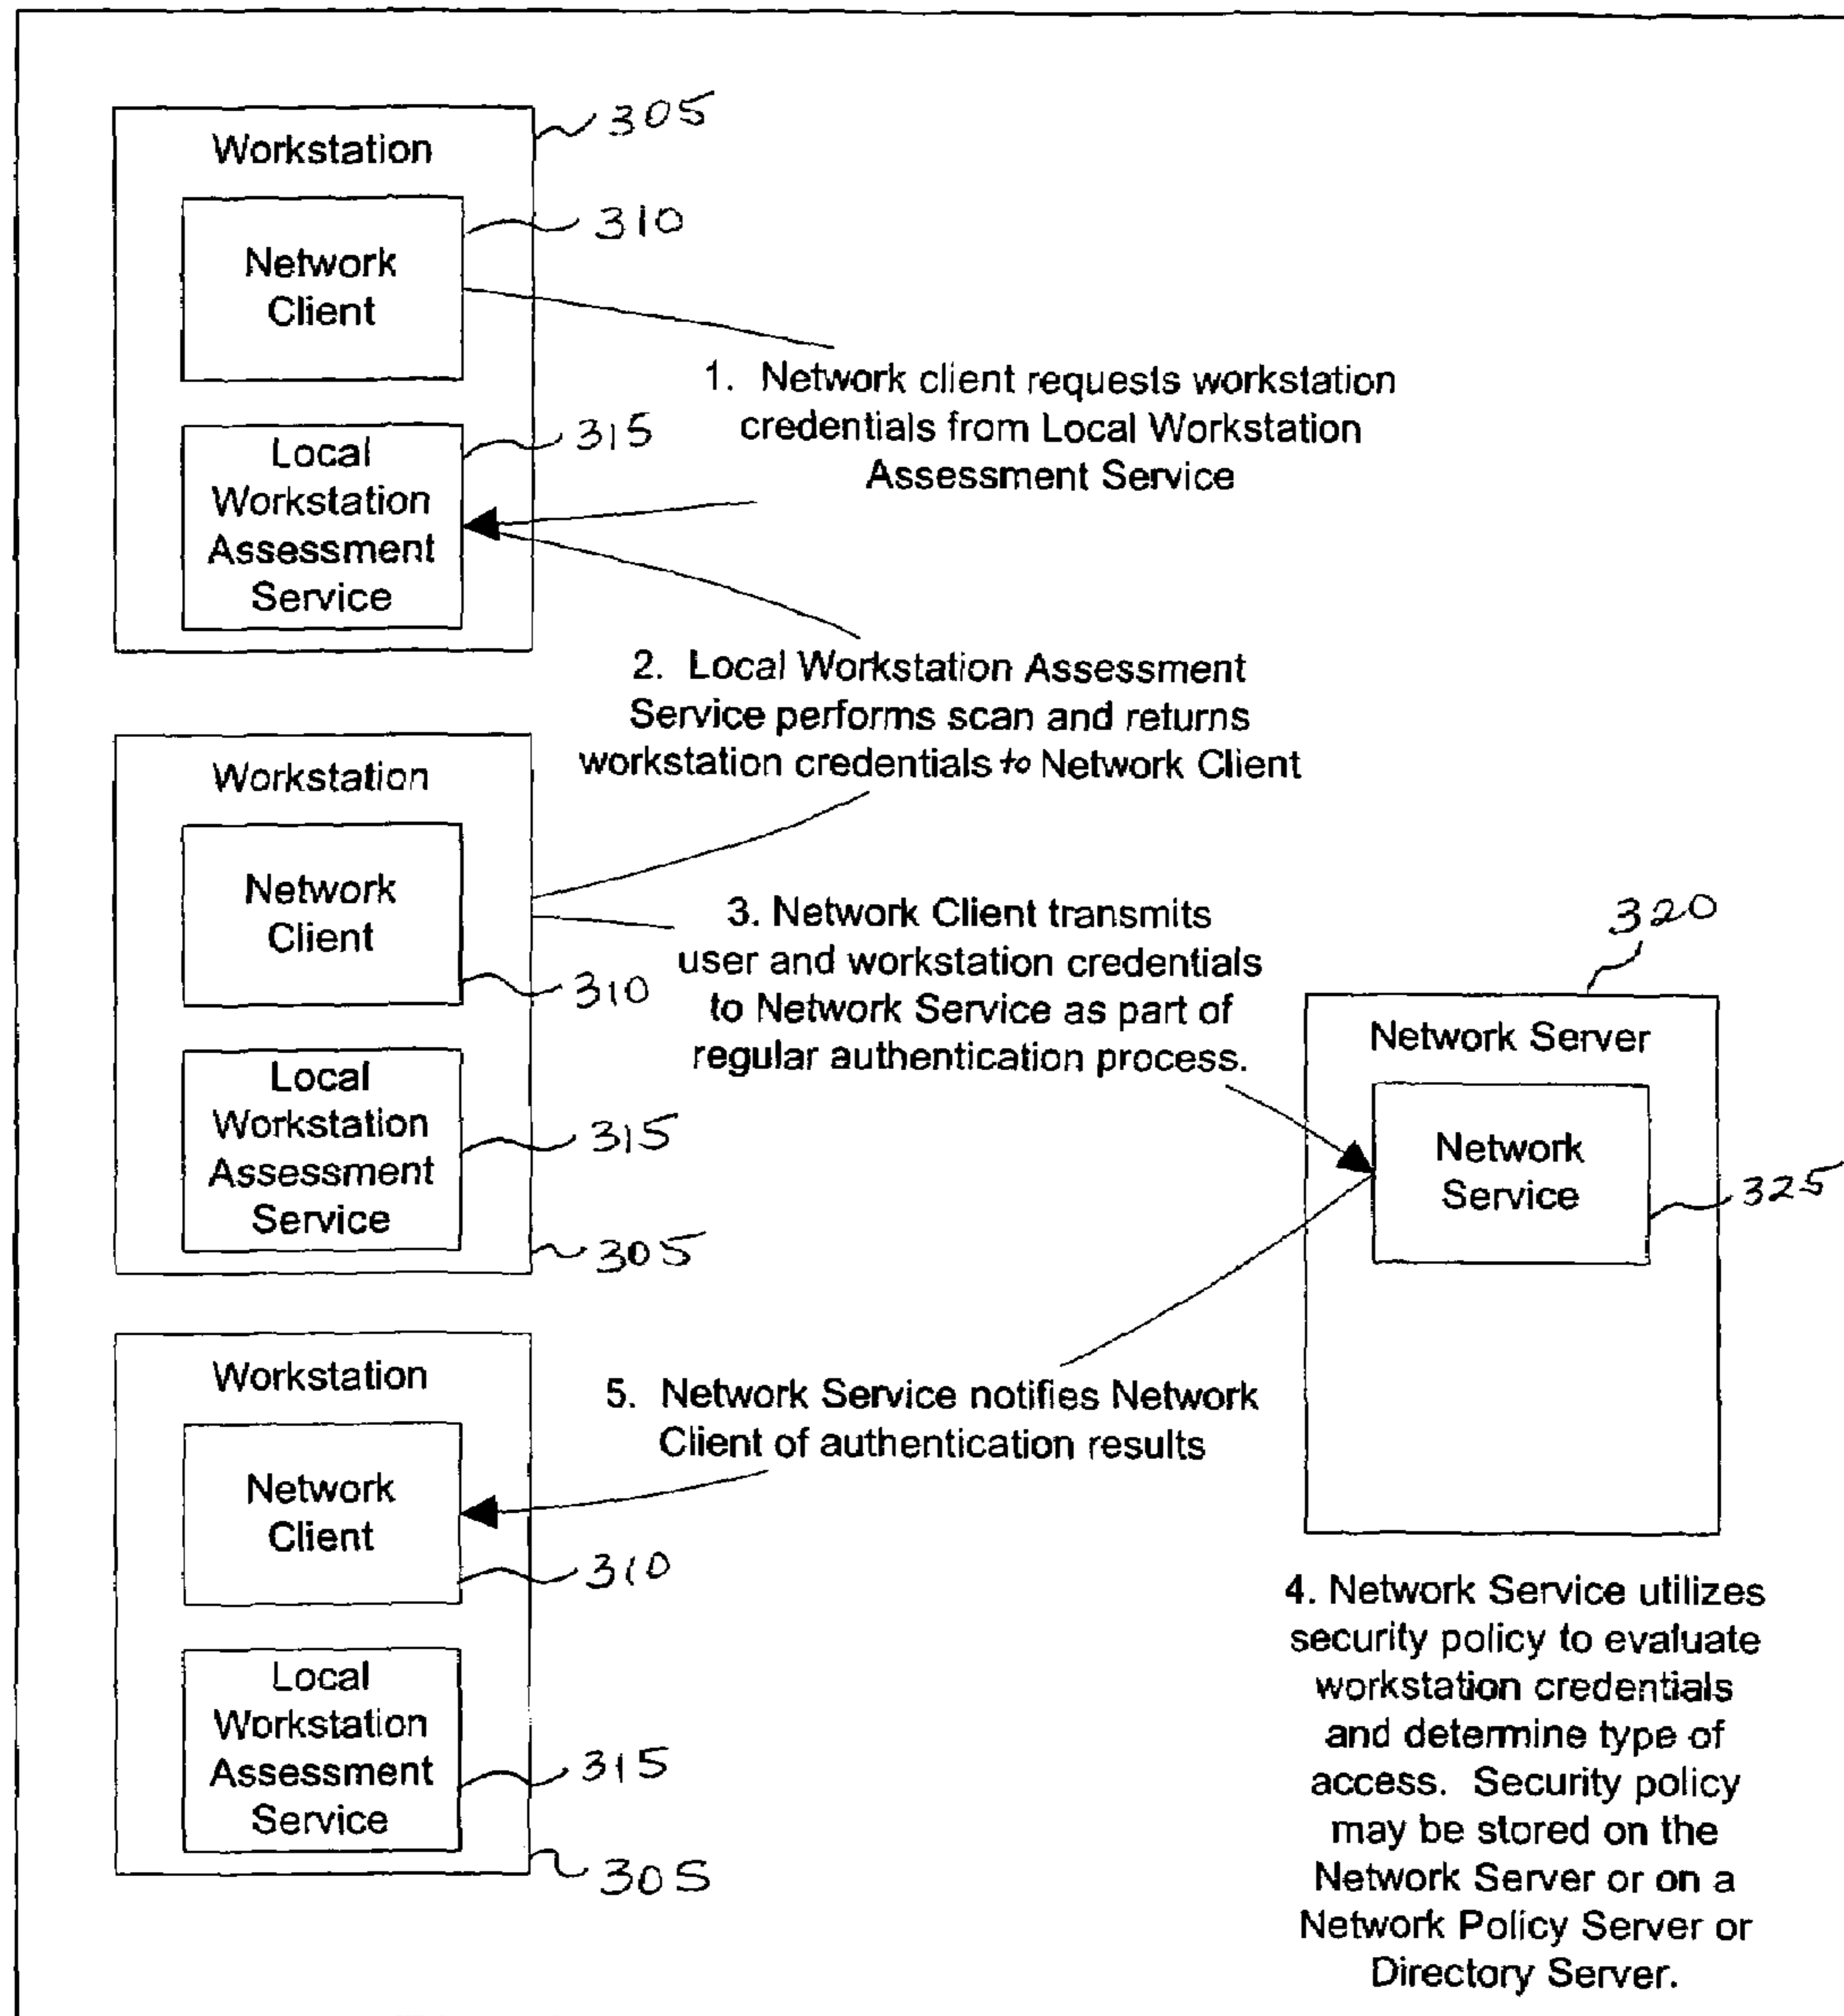 Workstation
305
Network
Client
310
Local
Workstation
Assessment
Service
315
1. Network client requests workstation
credentials from Local Workstation
Assessment Service
2. Local Workstation Assessment
Service performs scan and returns
workstation credentials to Network Client
Workstation
Network
Client
310
Local
Workstation
Assessment
Service
315
305
3. Network Client transmits
user and workstation credentials
to Network Service as part of
regular authentication process.
320
Network Server
Network
Service
325
Workstation
Network
Client
310
Local
Workstation
Assessment
Service
315
305
5. Network Service notifies Network
Client of authentication results
4. Network Service utilizes
security policy to evaluate
workstation credentials
and determine type of
access. Security policy
may be stored on the
Network Server or on a
Network Policy Server or
Directory Server.